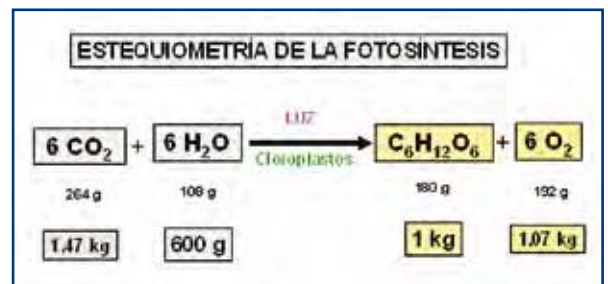 ESTEQUIOMETRÍA DE LA FOTOSÍNTESIS
LUZ
6 CO₂ + 6 H₂O C₆H₁₂O₆ + 6 O₂
Cloroplastos
264 g 108 g 180 g 192 g
1,47 kg 600 g 1 kg 1,07 kg